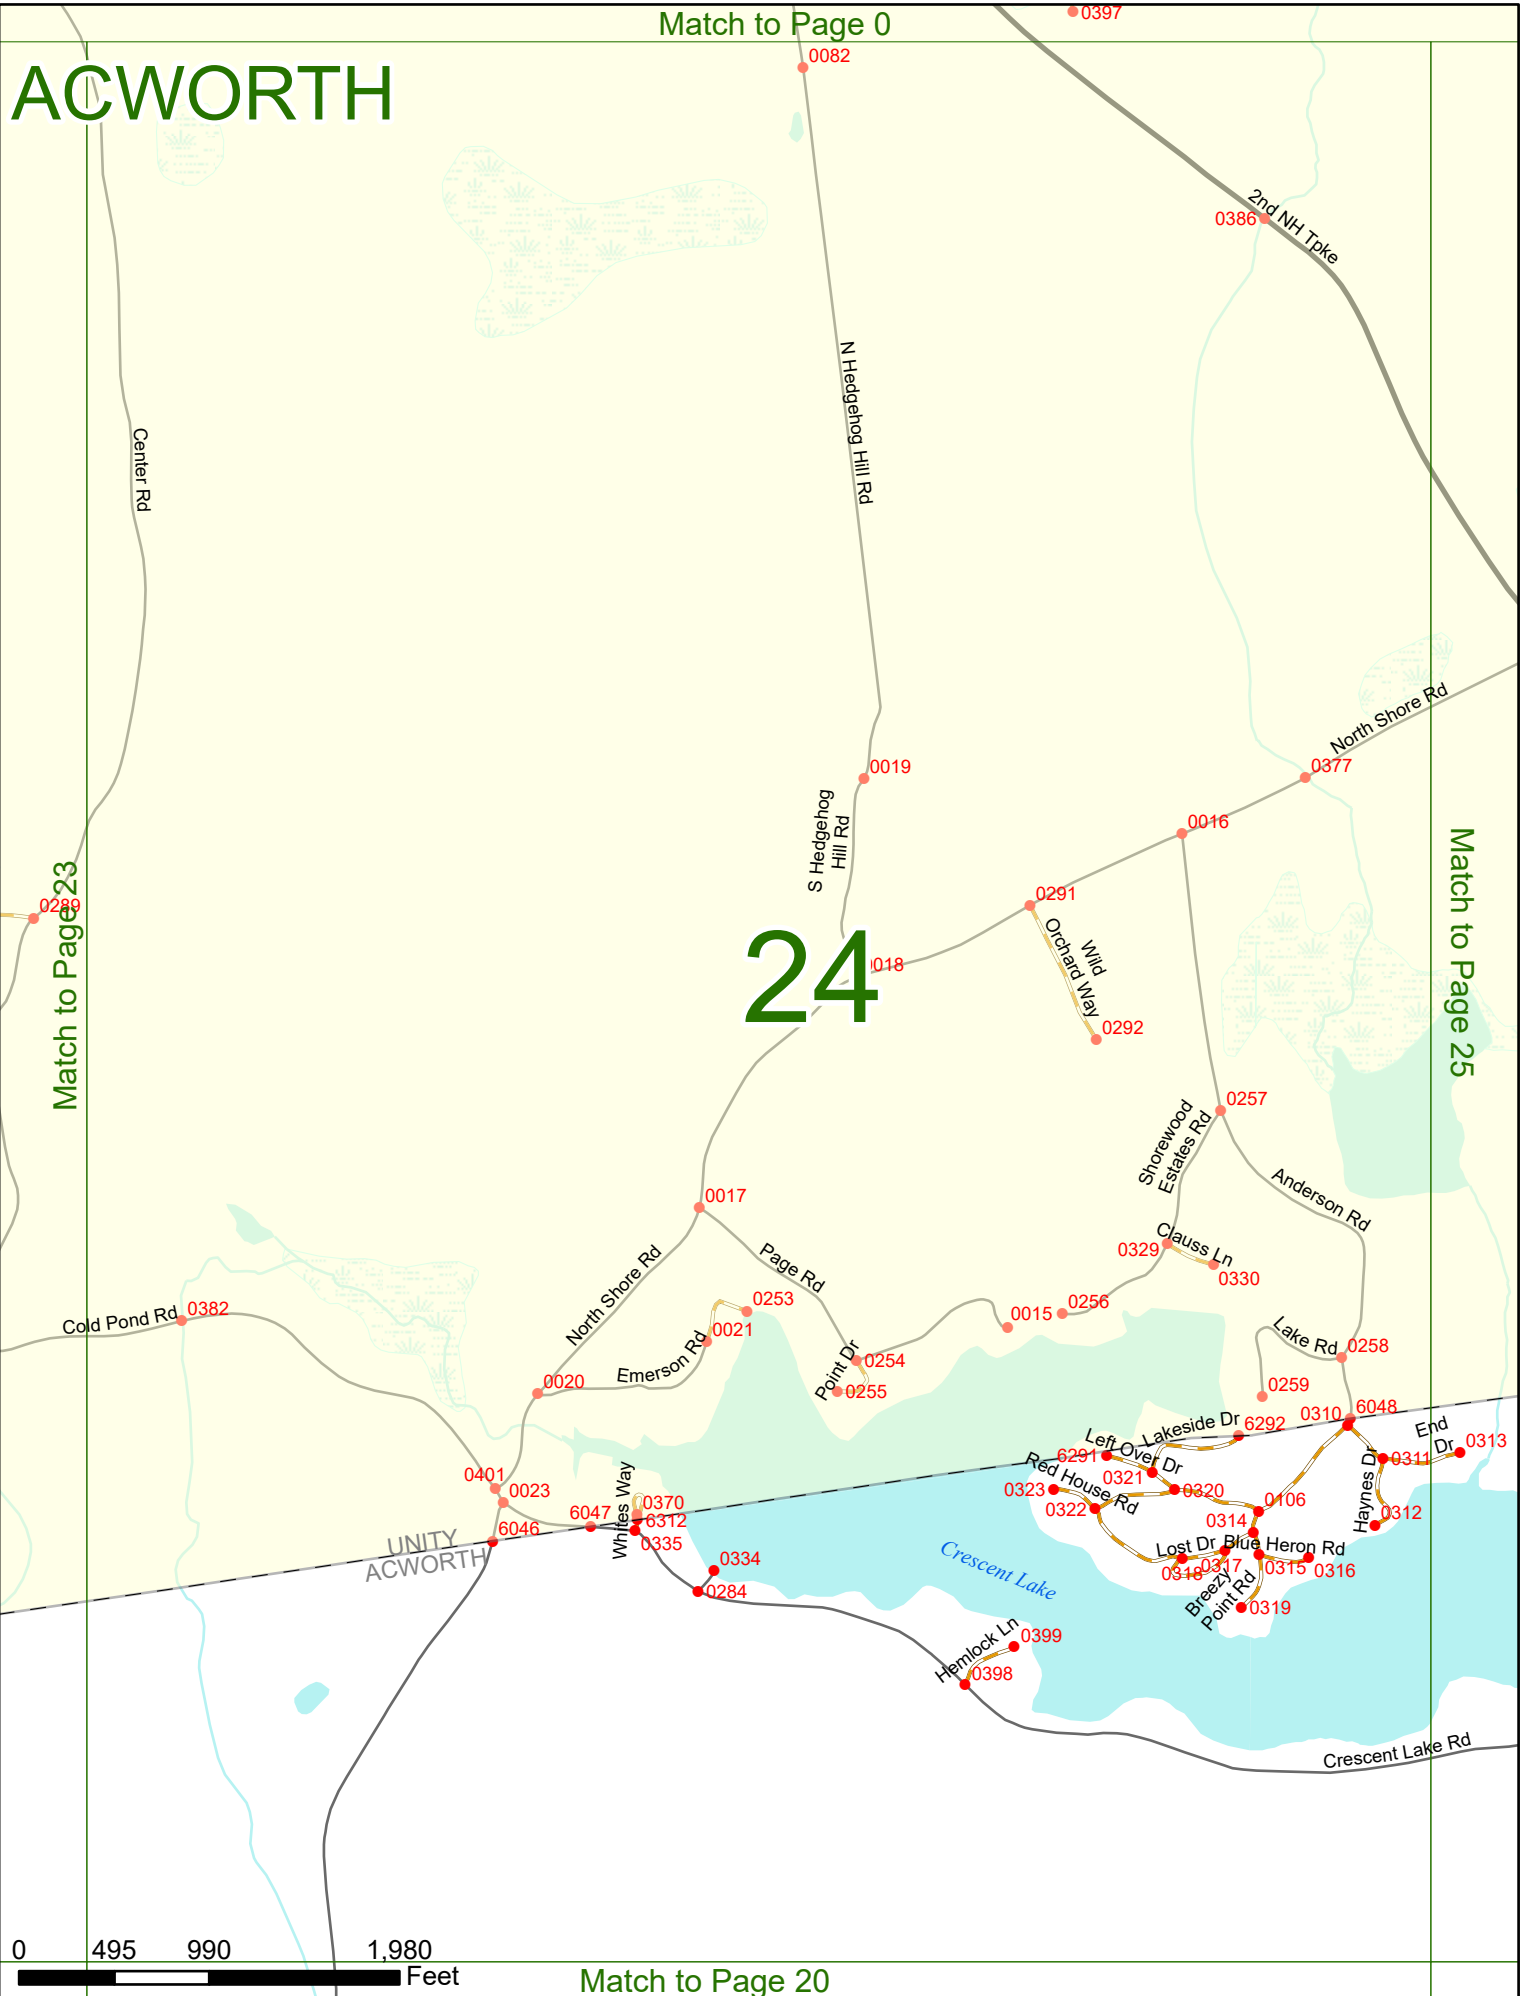 Match to Page 0
0397
ACWORTH
0082
2nd NH Tpke
0386
N Hedgehog Hill Rd
Center Rd
North Shore Rd
0377
0019
S Hedgehog
Hill Rd
0016
Match to Page 23
0289
Match to Page 25
0291
Wild
Orchard Way
24
0018
0292
0257
Shorewood
Estates Rd
Anderson Rd
0017
Page Rd
North Shore Rd
Clauss Ln
0329
0330
0253
0256
0015
Cold Pond Rd
0382
0021
Emerson Rd
0254
Point Dr
0255
Lake Rd
0258
0020
0259
6048
0310
Lakeside Dr
6292
End
Dr
0313
Left Over Dr
6291
0311
0321
Red House Rd
0323
0320
0322
0106
Haynes Dr
0312
0401
0023
Whites Way
0370
6047
6312
0335
6046
UNITY
ACWORTH
0314
Lost Dr
Blue Heron Rd
0317
0318
0315
0316
Breezy
Point Rd
0319
0334
0284
Crescent Lake
Hemlock Ln
0399
0398
Crescent Lake Rd
0 495 990 1,980
Feet
Match to Page 20